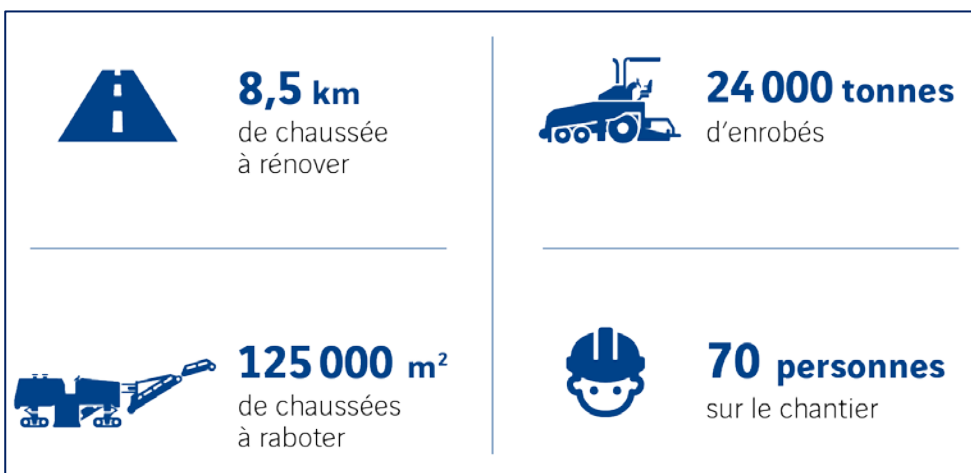 8,5 km
de chaussée
à rénover
24 000 tonnes
d'enrobés
125 000 m²
de chaussées
à raboter
70 personnes
sur le chantier